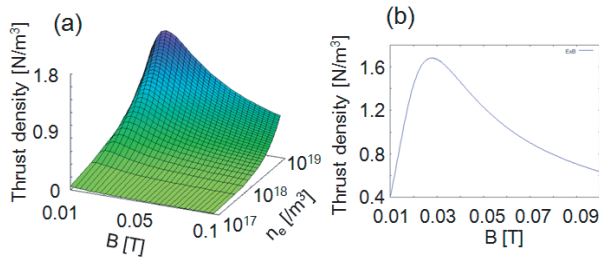 (a)
Thrust density [N/m³]
1.8
0.9
0
0.01
0.05
0.1
B [T]
10¹⁷
10¹⁸
10¹⁹
nₑ [/m³]
(b)
Thrust density [N/m³]
1.6
1.2
0.8
0.4
ExB
0.01
0.03
0.05
0.07
0.09
B [T]